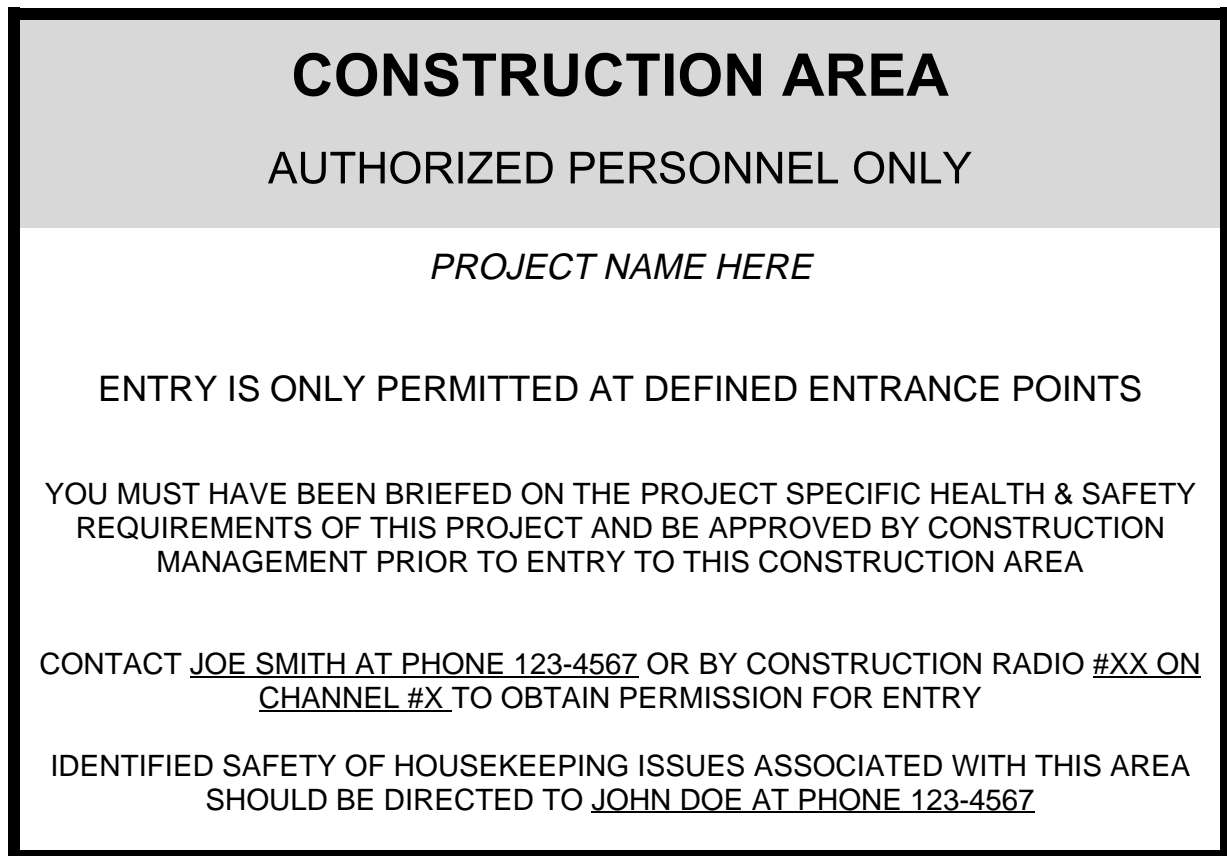 CONSTRUCTION AREA
AUTHORIZED PERSONNEL ONLY
PROJECT NAME HERE
ENTRY IS ONLY PERMITTED AT DEFINED ENTRANCE POINTS
YOU MUST HAVE BEEN BRIEFED ON THE PROJECT SPECIFIC HEALTH & SAFETY
REQUIREMENTS OF THIS PROJECT AND BE APPROVED BY CONSTRUCTION
MANAGEMENT PRIOR TO ENTRY TO THIS CONSTRUCTION AREA
CONTACT JOE SMITH AT PHONE 123-4567 OR BY CONSTRUCTION RADIO #XX ON
CHANNEL #X TO OBTAIN PERMISSION FOR ENTRY
IDENTIFIED SAFETY OF HOUSEKEEPING ISSUES ASSOCIATED WITH THIS AREA
SHOULD BE DIRECTED TO JOHN DOE AT PHONE 123-4567